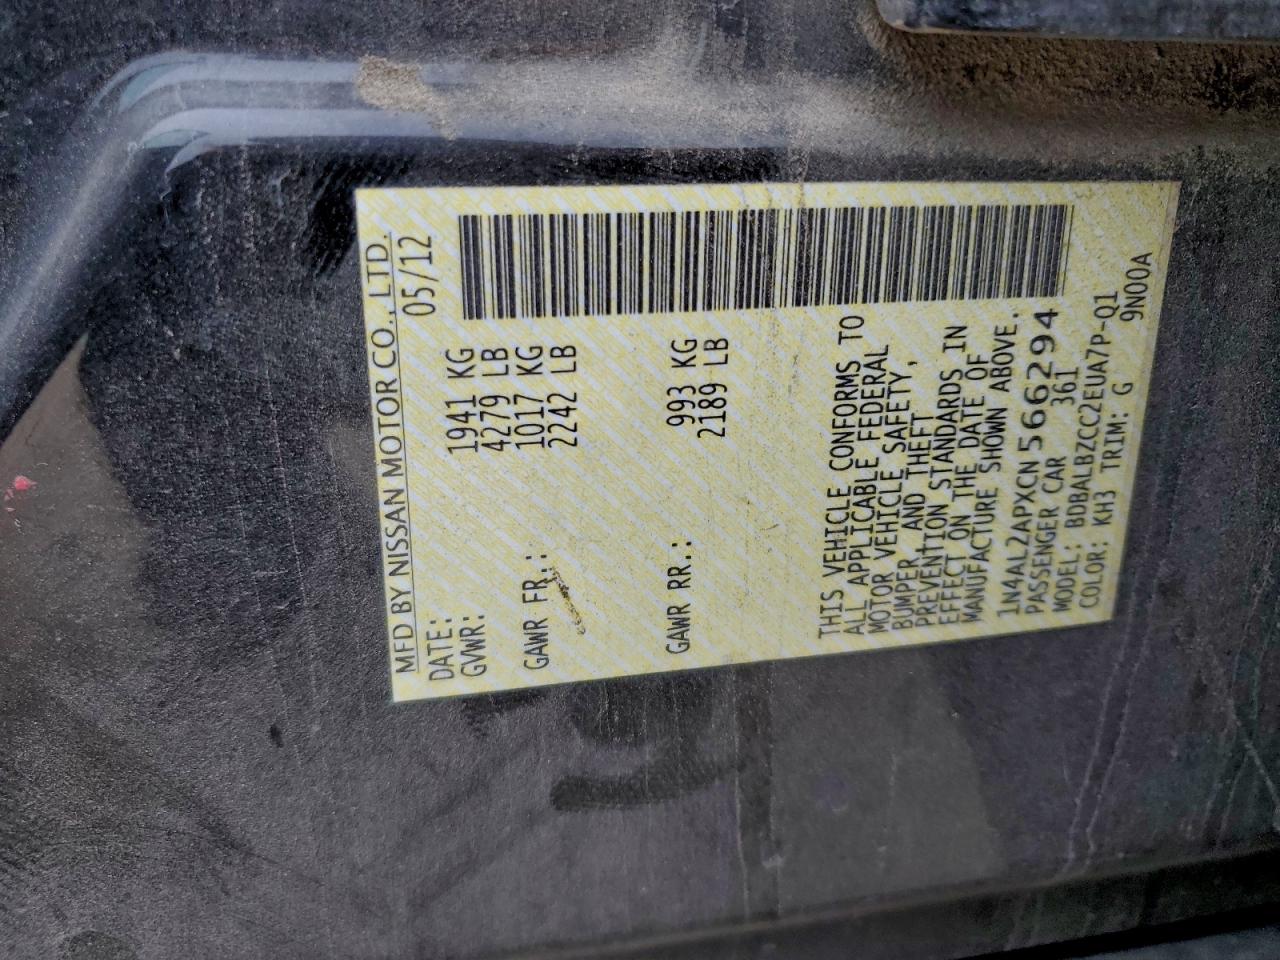 MFD BY NISSAN MOTOR CO., LTD.
DATE: 05/12
GVWR: 1941 KG
4279 LB
GAWR FR.: 1017 KG
2242 LB
GAWR RR.: 993 KG
2189 LB
THIS VEHICLE CONFORMS TO
ALL APPLICABLE FEDERAL
MOTOR VEHICLE SAFETY,
BUMPER, AND THEFT
PREVENTION STANDARDS IN
EFFECT ON THE DATE OF
MANUFACTURE SHOWN ABOVE.
1N4AL2APXCN566294
PASSENGER CAR 361
MODEL: BDBALBZCC2EUA7P-Q1
COLOR: KH3 TRIM: G 9N00A